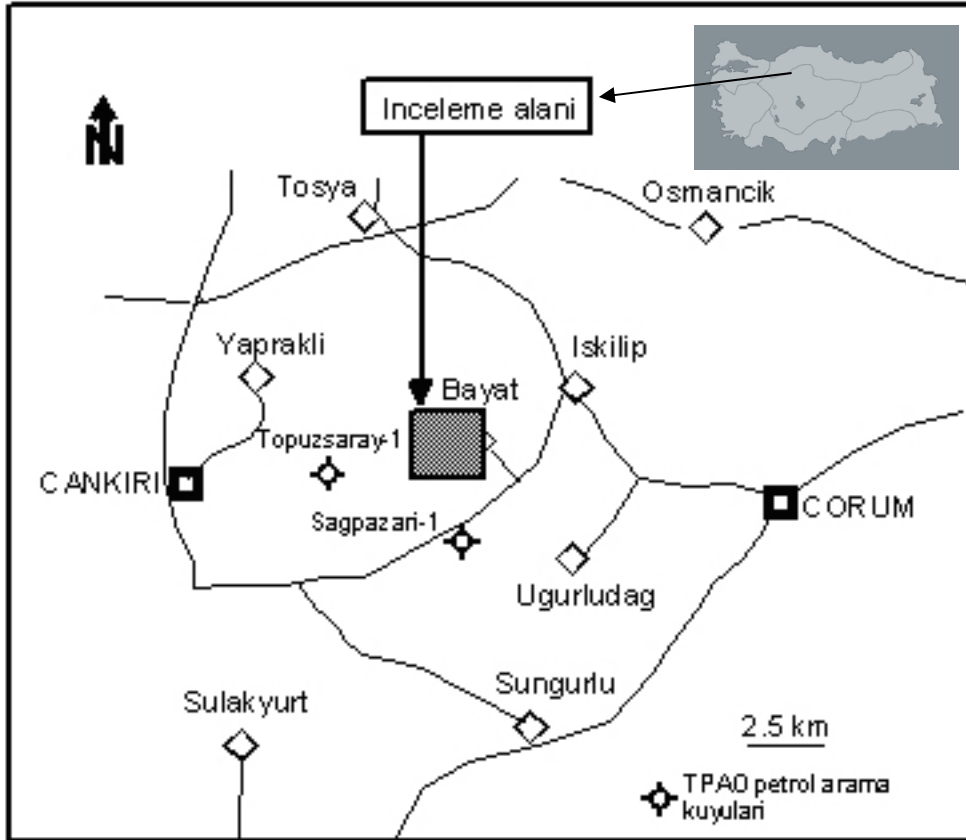 Inceleme alani
N
Tosya
Osmancik
Yaprakli
Iskilip
Bayat
Topuzsaray-1
CANKIRI
CORUM
Sagpazari-1
Ugurludag
Sungurlu
Sulakyurt
2.5 km
TPAO petrol arama
kuyulari